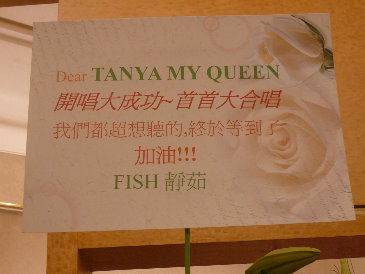 Dear TANYA MY QUEEN
開唱大成功~首首大合唱
我們都超想聽的,終於等到了
加油!!!
FISH 靜茹